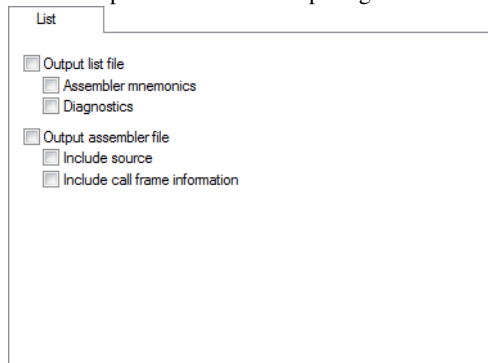 List
Output list file
Assembler mnemonics
Diagnostics
Output assembler file
Include source
Include call frame information